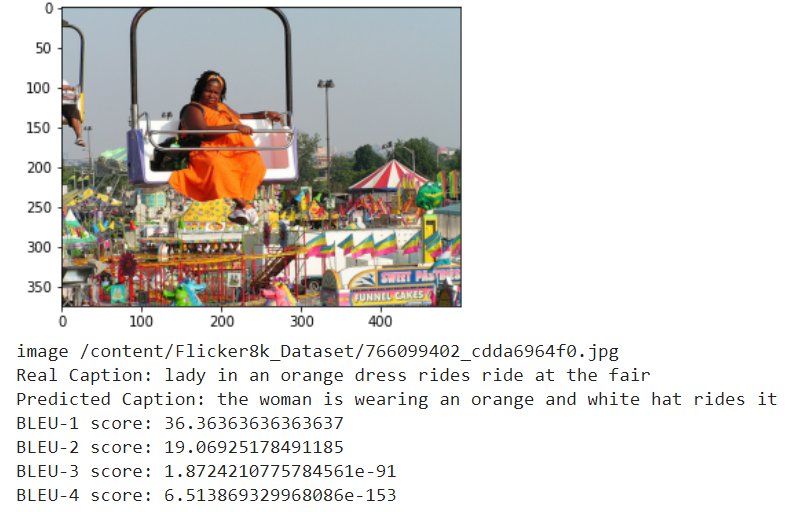 0
50
100
150
200
250
300
350
SWEET
FUNNEL CAKES
0 100 200 300 400
image /content/Flicker8k_Dataset/766099402_cdda6964f0.jpg
Real Caption: lady in an orange dress rides ride at the fair
Predicted Caption: the woman is wearing an orange and white hat rides it
BLEU-1 score: 36.36363636363637
BLEU-2 score: 19.06925178491185
BLEU-3 score: 1.8724210775784561e-91
BLEU-4 score: 6.513869329968086e-153